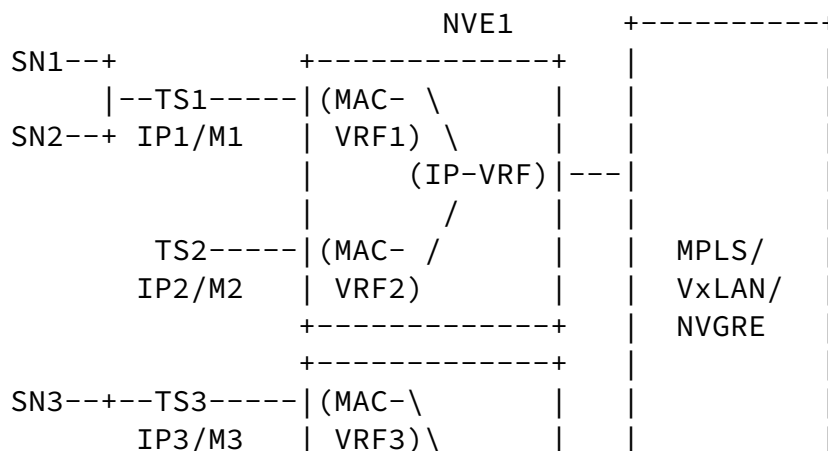 NVE1         +-----------+
SN1--+            +-------------+     |           |
     |--TS1-----|(MAC- \       |     |           |
SN2--+ IP1/M1   | VRF1) \      |     |           |
                |     (IP-VRF)|---|           |
                |       /     |   |           |
       TS2-----|(MAC- /      |   |  MPLS/    |
       IP2/M2   | VRF2)       |   |  VxLAN/   |
                +-------------+   |  NVGRE    |
                +-------------+   |           |
SN3--+--TS3-----|(MAC-\       |   |           |
       IP3/M3   | VRF3)\      |   |           |